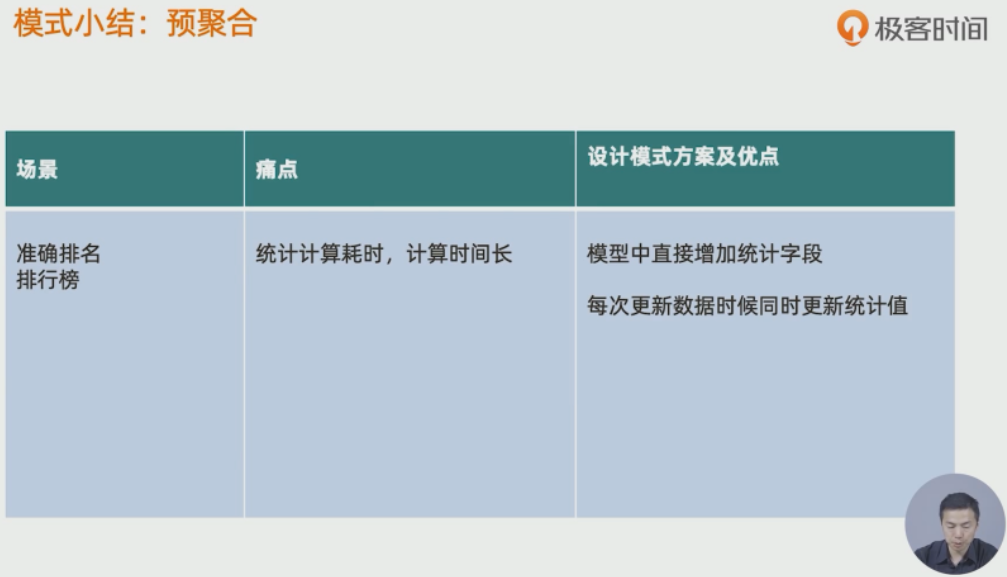 模式小结：预聚合
极客时间
场景
痛点
设计模式方案及优点
准确排名
排行榜
统计计算耗时，计算时间长
模型中直接增加统计字段
每次更新数据时候同时更新统计值